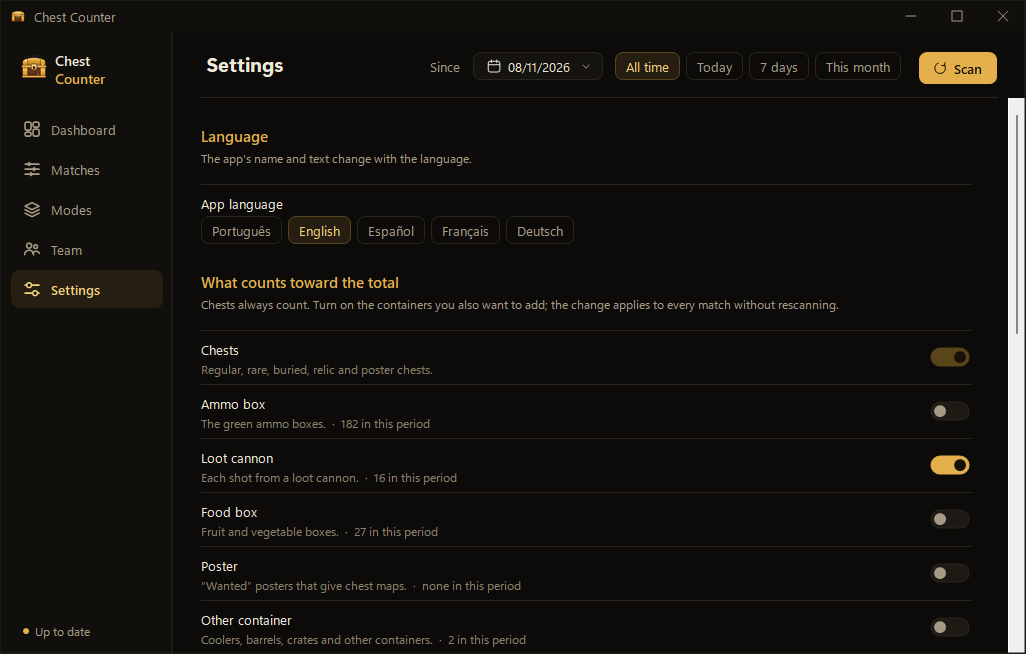 Chest Counter
Chest
Counter
Dashboard
Matches
Modes
Team
Settings
Up to date
Settings
Since
08/11/2026
All time
Today
7 days
This month
Scan
Language
The app's name and text change with the language.
App language
Português
English
Español
Français
Deutsch
What counts toward the total
Chests always count. Turn on the containers you also want to add; the change applies to every match without rescanning.
Chests
Regular, rare, buried, relic and poster chests.
Ammo box
The green ammo boxes. · 182 in this period
Loot cannon
Each shot from a loot cannon. · 16 in this period
Food box
Fruit and vegetable boxes. · 27 in this period
Poster
“Wanted” posters that give chest maps. · none in this period
Other container
Coolers, barrels, crates and other containers. · 2 in this period